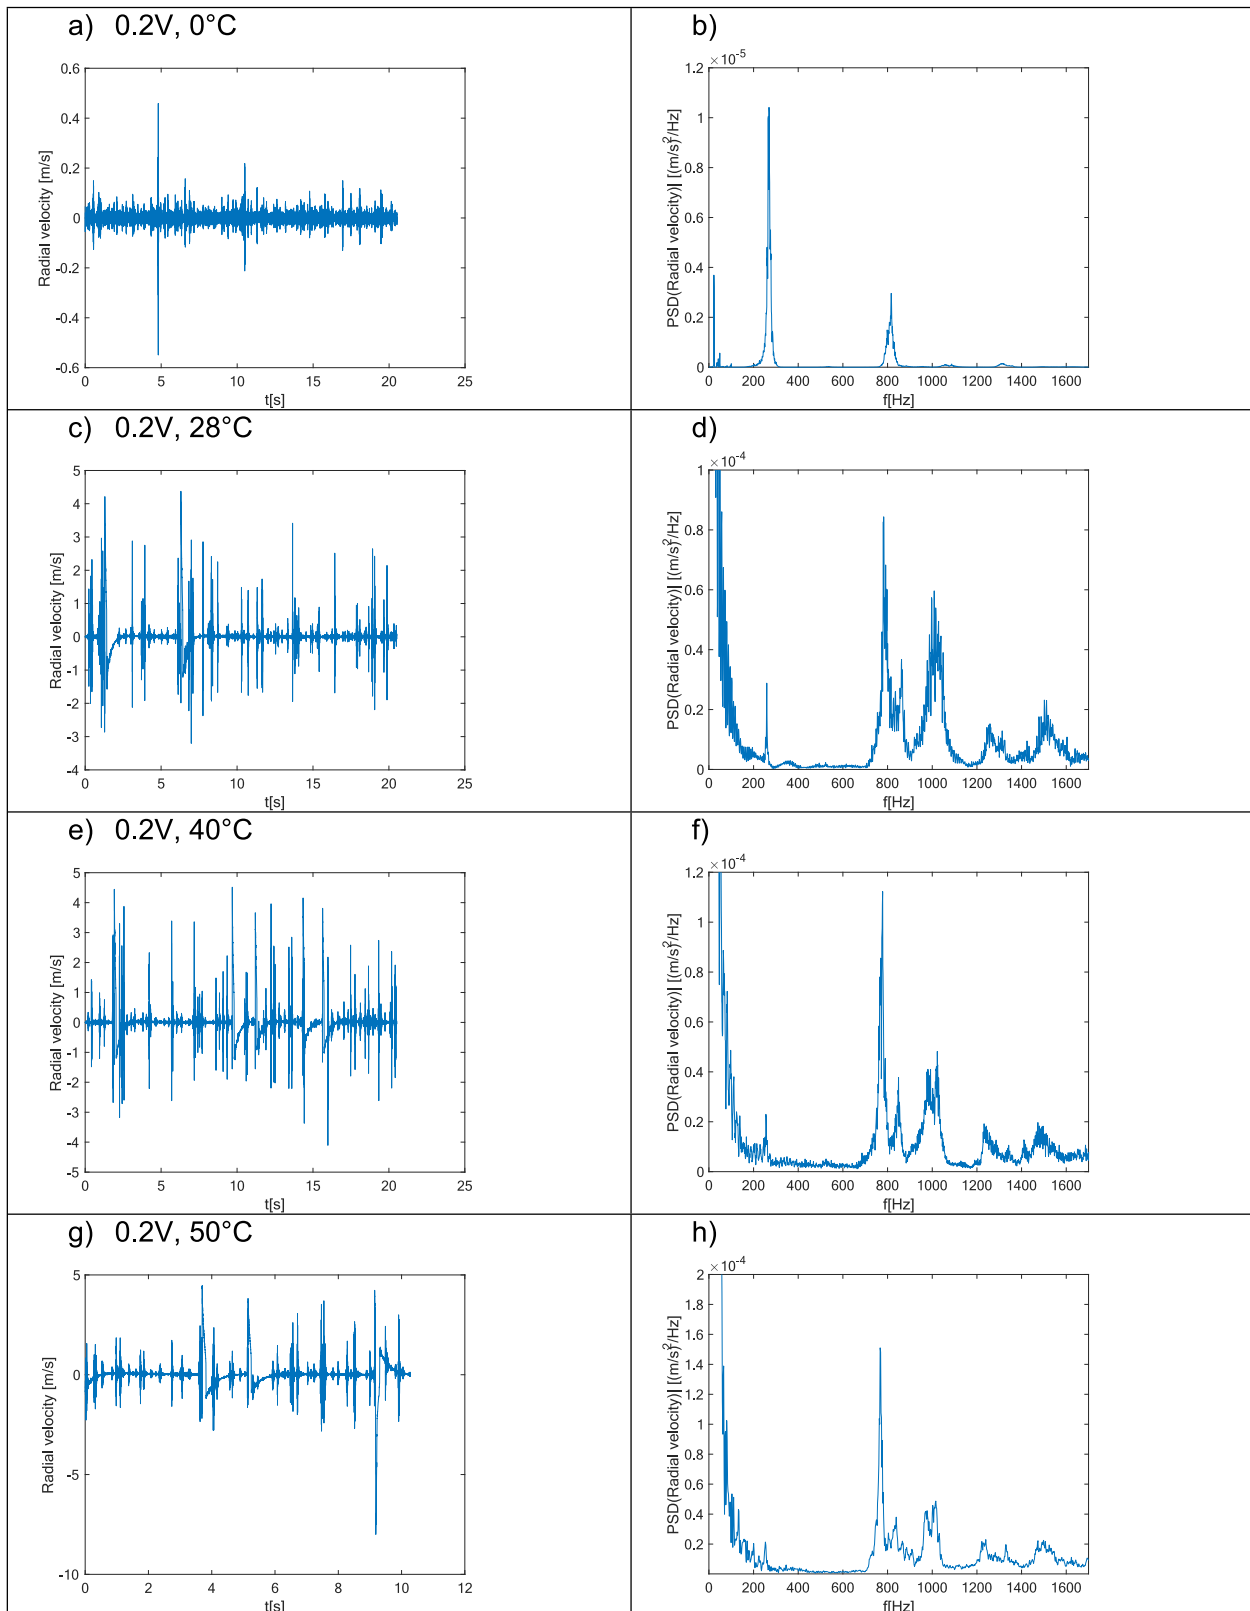 a) 0.2V, 0°C
0.6
0.4
0.2
0
-0.2
-0.4
-0.6
0 5 10 15 20 25
Radial velocity [m/s]
t[s]
b)
×10⁻⁵
1.2
1
0.8
0.6
0.4
0.2
0
0 200 400 600 800 1000 1200 1400 1600
PSD(Radial velocity)| [(m/s)²/Hz]
f[Hz]
c) 0.2V, 28°C
5
4
3
2
1
0
-1
-2
-3
-4
0 5 10 15 20 25
Radial velocity [m/s]
t[s]
d)
×10⁻⁴
1
0.8
0.6
0.4
0.2
0
0 200 400 600 800 1000 1200 1400 1600
PSD(Radial velocity)| [(m/s)²/Hz]
f[Hz]
e) 0.2V, 40°C
5
4
3
2
1
0
-1
-2
-3
-4
-5
0 5 10 15 20 25
Radial velocity [m/s]
t[s]
f)
×10⁻⁴
1.2
1
0.8
0.6
0.4
0.2
0
0 200 400 600 800 1000 1200 1400 1600
PSD(Radial velocity)| [(m/s)²/Hz]
f[Hz]
g) 0.2V, 50°C
5
0
-5
-10
0 2 4 6 8 10 12
Radial velocity [m/s]
t[s]
h)
×10⁻⁴
2
1.8
1.6
1.4
1.2
1
0.8
0.6
0.4
0.2
0 200 400 600 800 1000 1200 1400 1600
PSD(Radial velocity)| [(m/s)²/Hz]
f[Hz]